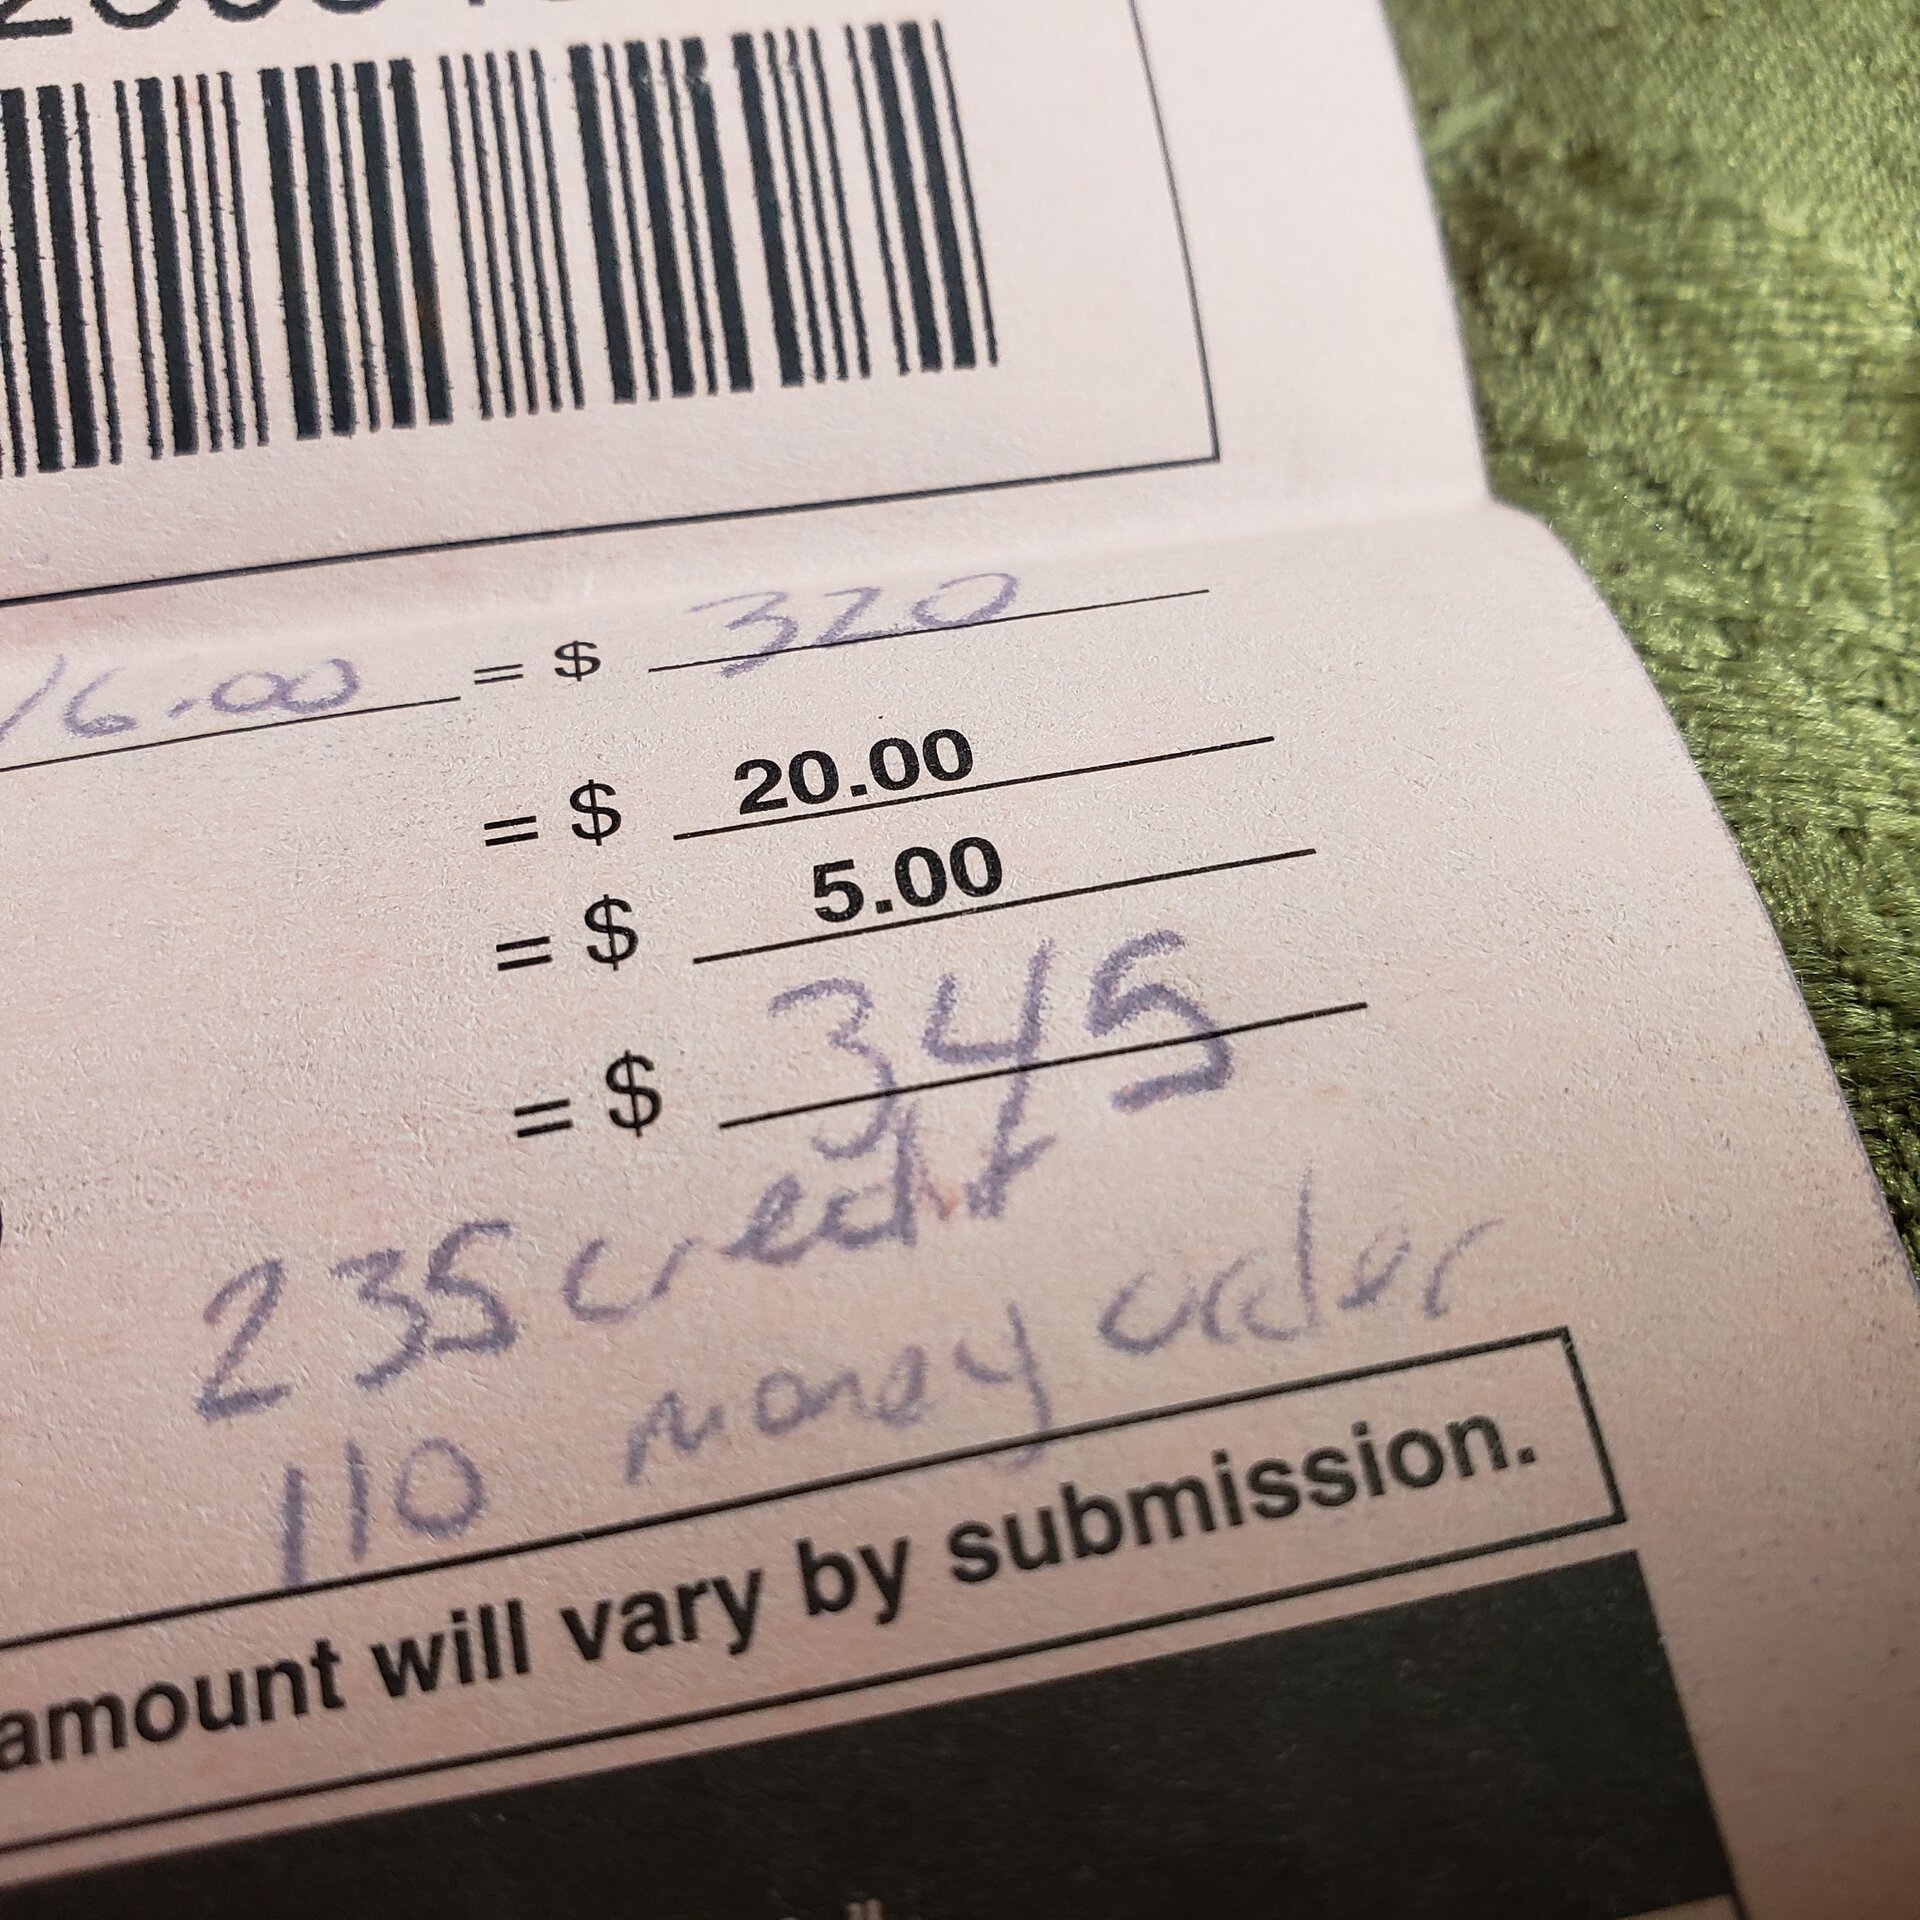 16.00 = $ 320
= $ 20.00
= $ 5.00
= $ 345
235 credit
110 money order
amount will vary by submission.